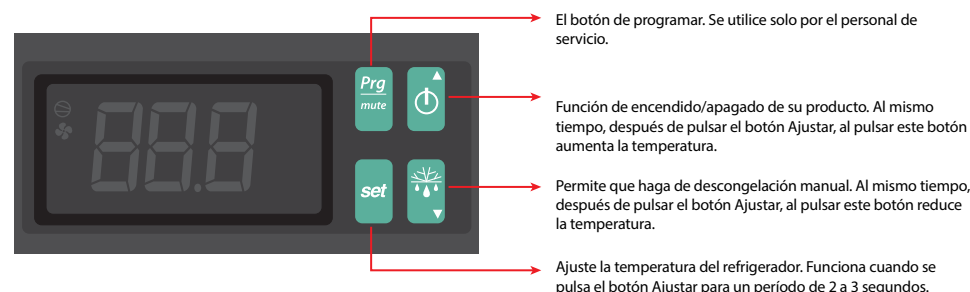 El botón de programar. Se utilice solo por el personal de
servicio.
Prg
mute
Función de encendido/apagado de su producto. Al mismo
tiempo, después de pulsar el botón Ajustar, al pulsar este botón
aumenta la temperatura.
88.8
set
Permite que haga de descongelación manual. Al mismo tiempo,
después de pulsar el botón Ajustar, al pulsar este botón reduce
la temperatura.
Ajuste la temperatura del refrigerador. Funciona cuando se
pulsa el botón Ajustar para un período de 2 a 3 segundos.